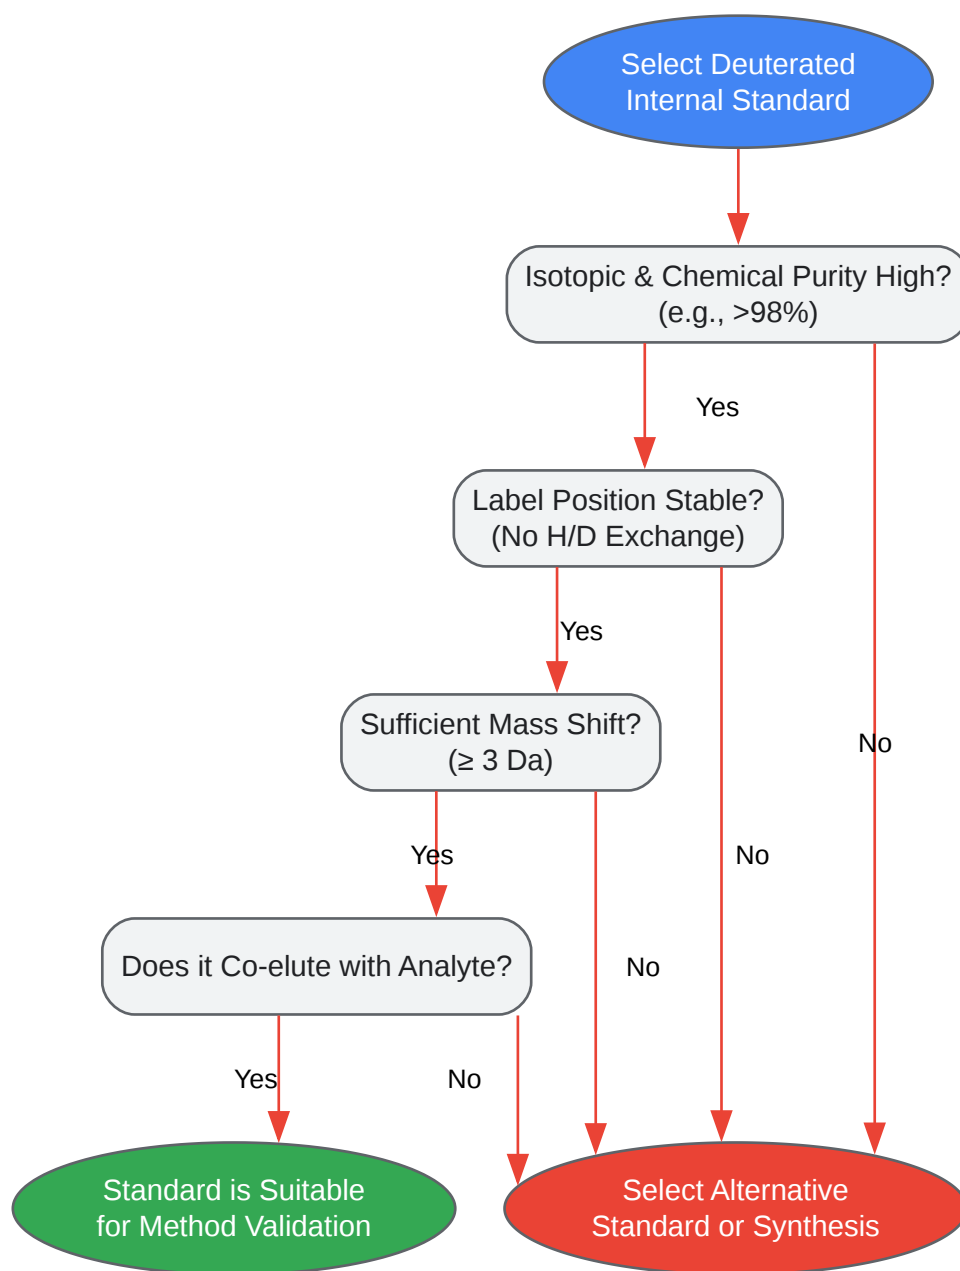 Select Deuterated
Internal Standard
Isotopic & Chemical Purity High?
(e.g., >98%)
Yes
Label Position Stable?
(No H/D Exchange)
Yes
Sufficient Mass Shift?
(≥ 3 Da)
No
Yes
No
Does it Co-elute with Analyte?
No
Yes
No
Standard is Suitable
for Method Validation
Select Alternative
Standard or Synthesis